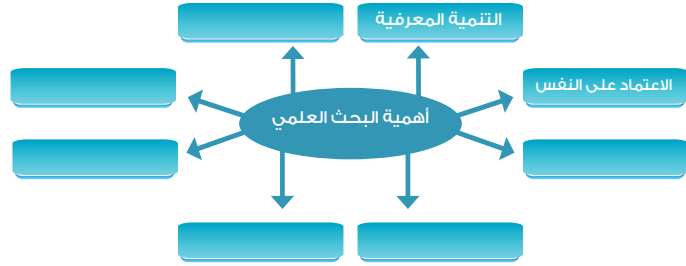 التنمية المعرفية
الاعتماد على النفس
أهمية البحث العلمي